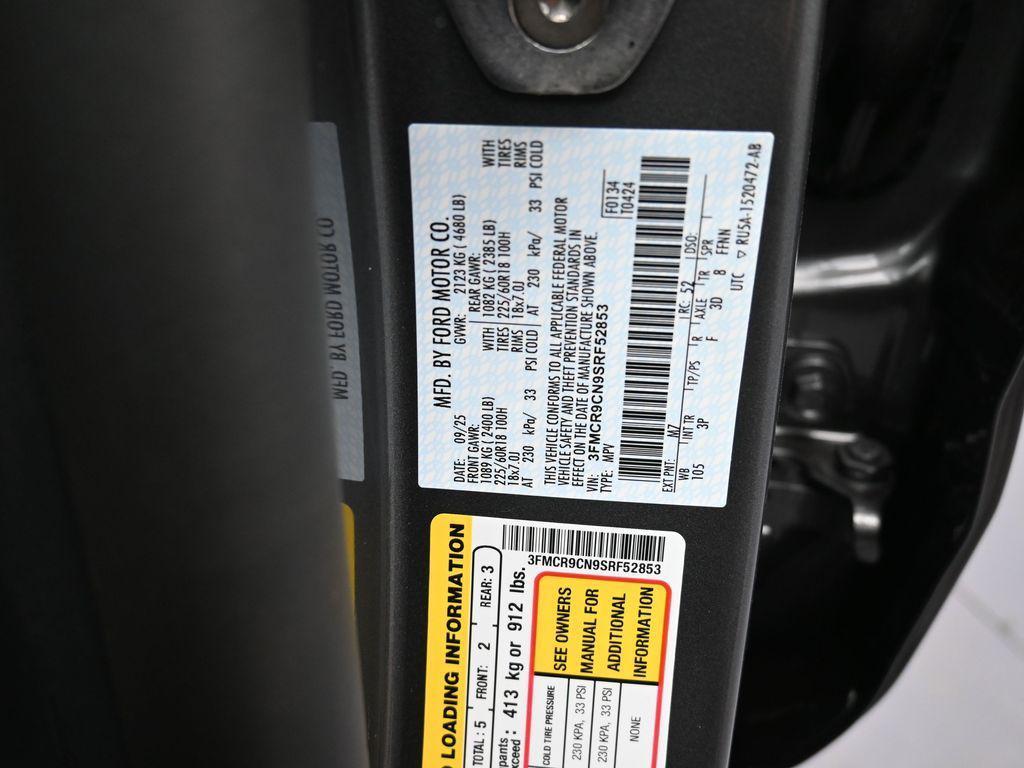 MFD. BY FORD MOTOR CO.
DATE: 09/25 GVWR: 2123 KG ( 4680 LB)
FRONT GAWR: REAR GAWR:
1089 KG ( 2400 LB) WITH 1082 KG ( 2385 LB) WITH
225/60R18 100H TIRES 225/60R18 100H TIRES
18x7.0J RIMS 18x7.0J RIMS
AT 230 kPa/ 33 PSI COLD AT 230 kPa/ 33 PSI COLD
THIS VEHICLE CONFORMS TO ALL APPLICABLE FEDERAL MOTOR
VEHICLE SAFETY AND THEFT PREVENTION STANDARDS IN
EFFECT ON THE DATE OF MANUFACTURE SHOWN ABOVE.
VIN: 3FMCR9CN9SRF52853 F0134
TYPE: MPV T0424
EXT PNT: M7 RC: 52 DSO:
WB INT TR TP/PS R AXLE TR SPR
105 3P F 3D 8 FFNN
UTC ▽ RU5A-1520472-AB
LOADING INFORMATION
TOTAL: 5 FRONT: 2 REAR: 3
pants:
xceed: 413 kg or 912 lbs.
3FMCR9CN9SRF52853
COLD TIRE PRESSURE
230 KPA, 33 PSI
230 KPA, 33 PSI
NONE
SEE OWNERS
MANUAL FOR
ADDITIONAL
INFORMATION